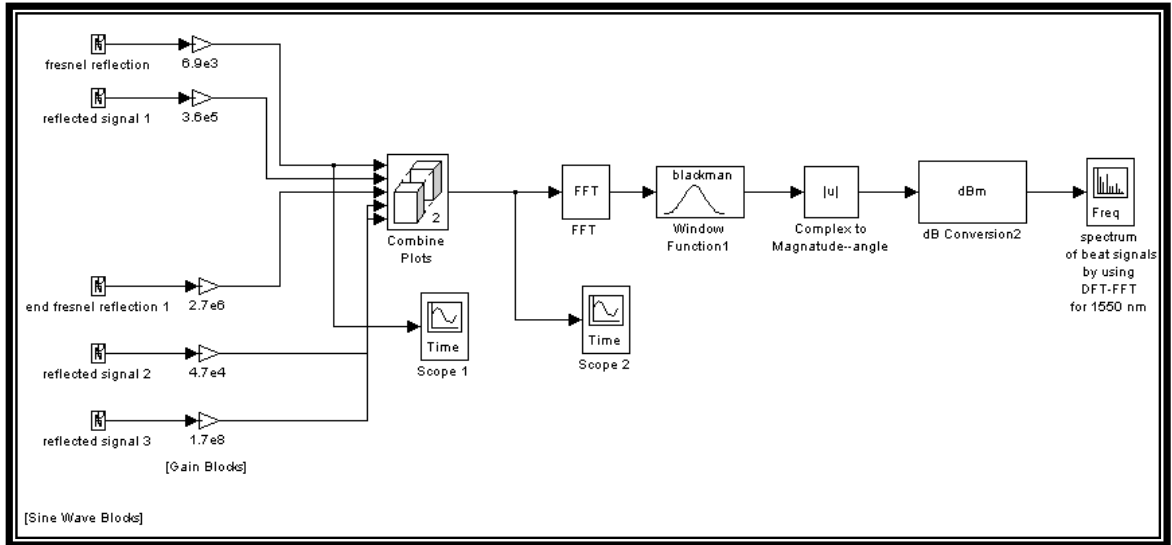 fresnel reflection
6.9e3
reflected signal 1
3.6e5
end fresnel reflection 1
2.7e6
reflected signal 2
4.7e4
reflected signal 3
1.7e8
[Gain Blocks]
[Sine Wave Blocks]
2
Combine
Plots
Time
Scope 1
Time
Scope 2
FFT
FFT
blackman
Window
Function1
|u|
Complex to
Magnatude--angle
dBm
dB Conversion2
Freq
spectrum
of beat signals
by using
DFT-FFT
for 1550 nm